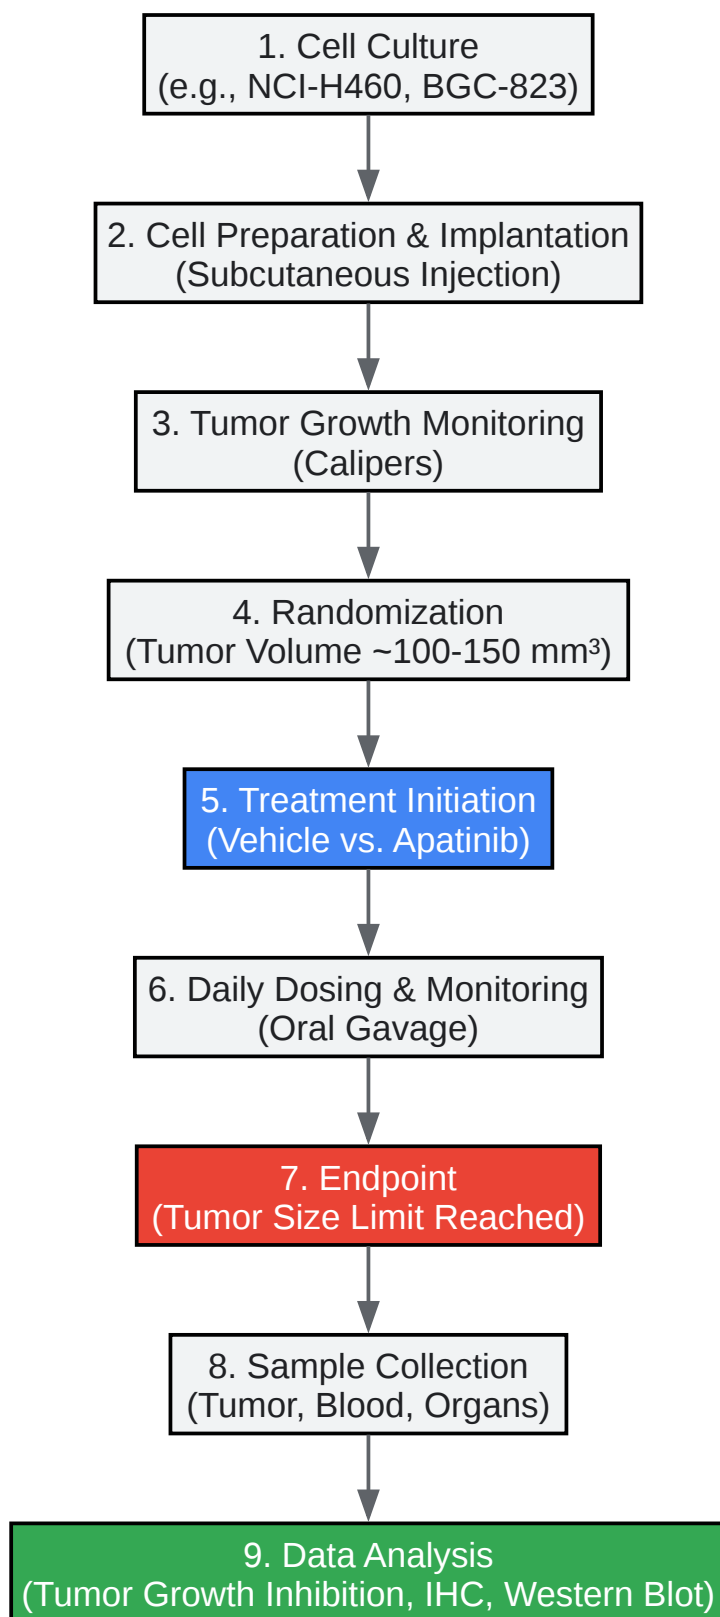 1. Cell Culture
(e.g., NCI-H460, BGC-823)
2. Cell Preparation & Implantation
(Subcutaneous Injection)
3. Tumor Growth Monitoring
(Calipers)
4. Randomization
(Tumor Volume ~100-150 mm³)
5. Treatment Initiation
(Vehicle vs. Apatinib)
6. Daily Dosing & Monitoring
(Oral Gavage)
7. Endpoint
(Tumor Size Limit Reached)
8. Sample Collection
(Tumor, Blood, Organs)
9. Data Analysis
(Tumor Growth Inhibition, IHC, Western Blot)